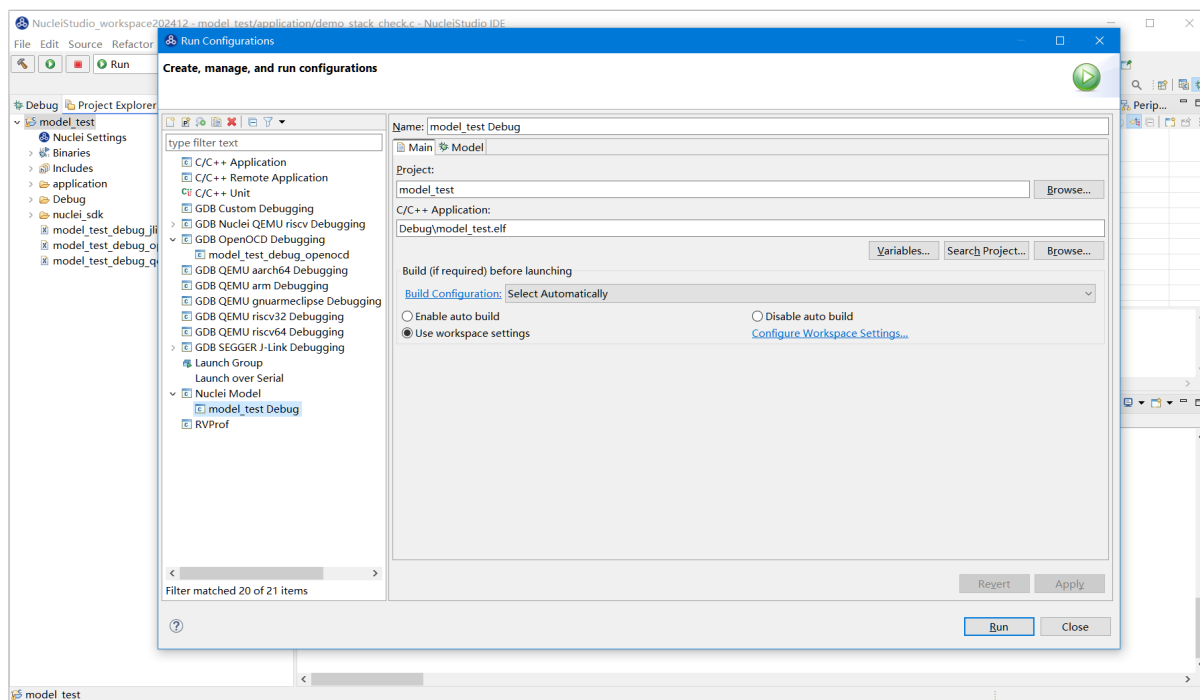 NucleiStudio_workspace202412 - model_test/application/demo_stack_check.c - NucleiStudio IDE
File Edit Source Refactor
Run
Debug Project Explorer
model_test
Nuclei Settings
Binaries
Includes
application
Debug
nuclei_sdk
model_test_debug_jli
model_test_debug_op
model_test_debug_q
Run Configurations
Create, manage, and run configurations
type filter text
C/C++ Application
C/C++ Remote Application
C/C++ Unit
GDB Custom Debugging
GDB Nuclei QEMU riscv Debugging
GDB OpenOCD Debugging
model_test_debug_openocd
GDB QEMU aarch64 Debugging
GDB QEMU arm Debugging
GDB QEMU gnuarmeclipse Debugging
GDB QEMU riscv32 Debugging
GDB QEMU riscv64 Debugging
GDB SEGGER J-Link Debugging
Launch Group
Launch over Serial
Nuclei Model
model_test Debug
RVProf
Filter matched 20 of 21 items
Name: model_test Debug
Main Model
Project:
model_test
Browse...
C/C++ Application:
Debug\model_test.elf
Variables... Search Project... Browse...
Build (if required) before launching
Build Configuration: Select Automatically
Enable auto build Disable auto build
Use workspace settings Configure Workspace Settings...
Revert Apply
Run Close
Perip...
model_test